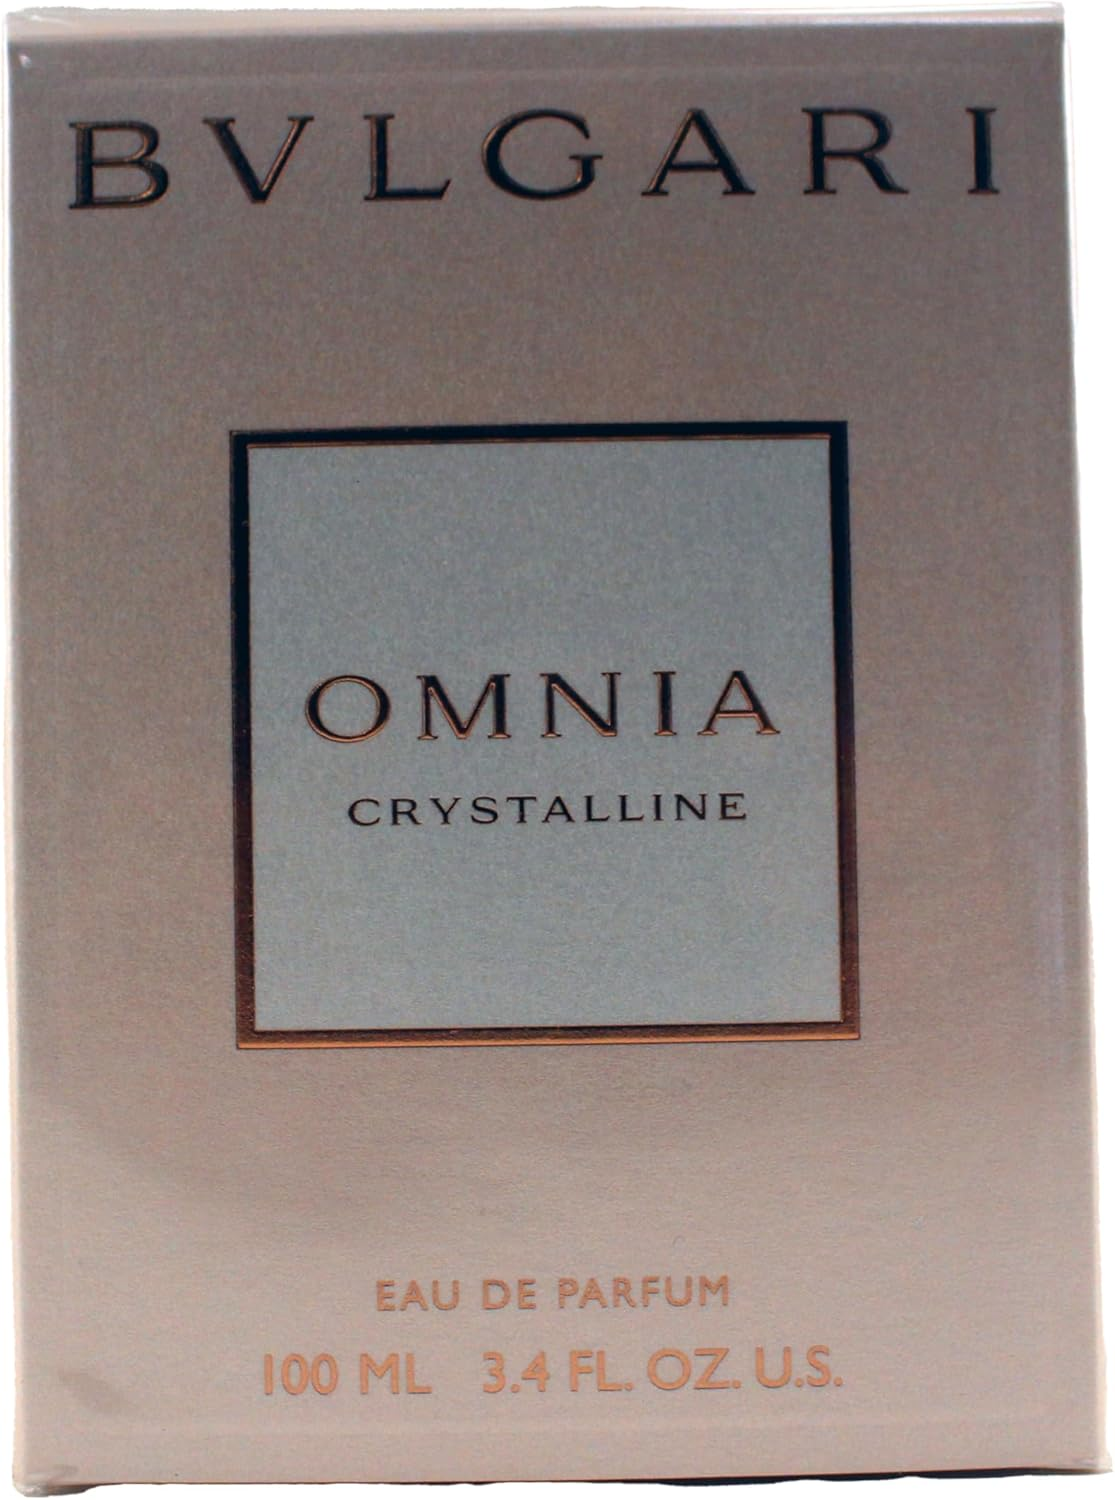 BVLGARI
OMNIA
CRYSTALLINE
EAU DE PARFUM
100 ML 3.4 FL. OZ. U.S.